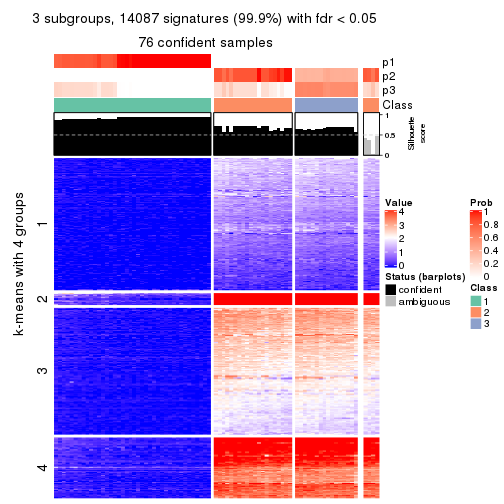 3 subgroups, 14087 signatures (99.9%) with fdr < 0.05
76 confident samples
p1
p2
p3
Class
1
0.5
0
Silhouette
score
k-means with 4 groups
1
2
3
4
Value
4
3
2
1
0
Status (barplots)
confident
ambiguous
Prob
1
0.8
0.6
0.4
0.2
0
Class
1
2
3